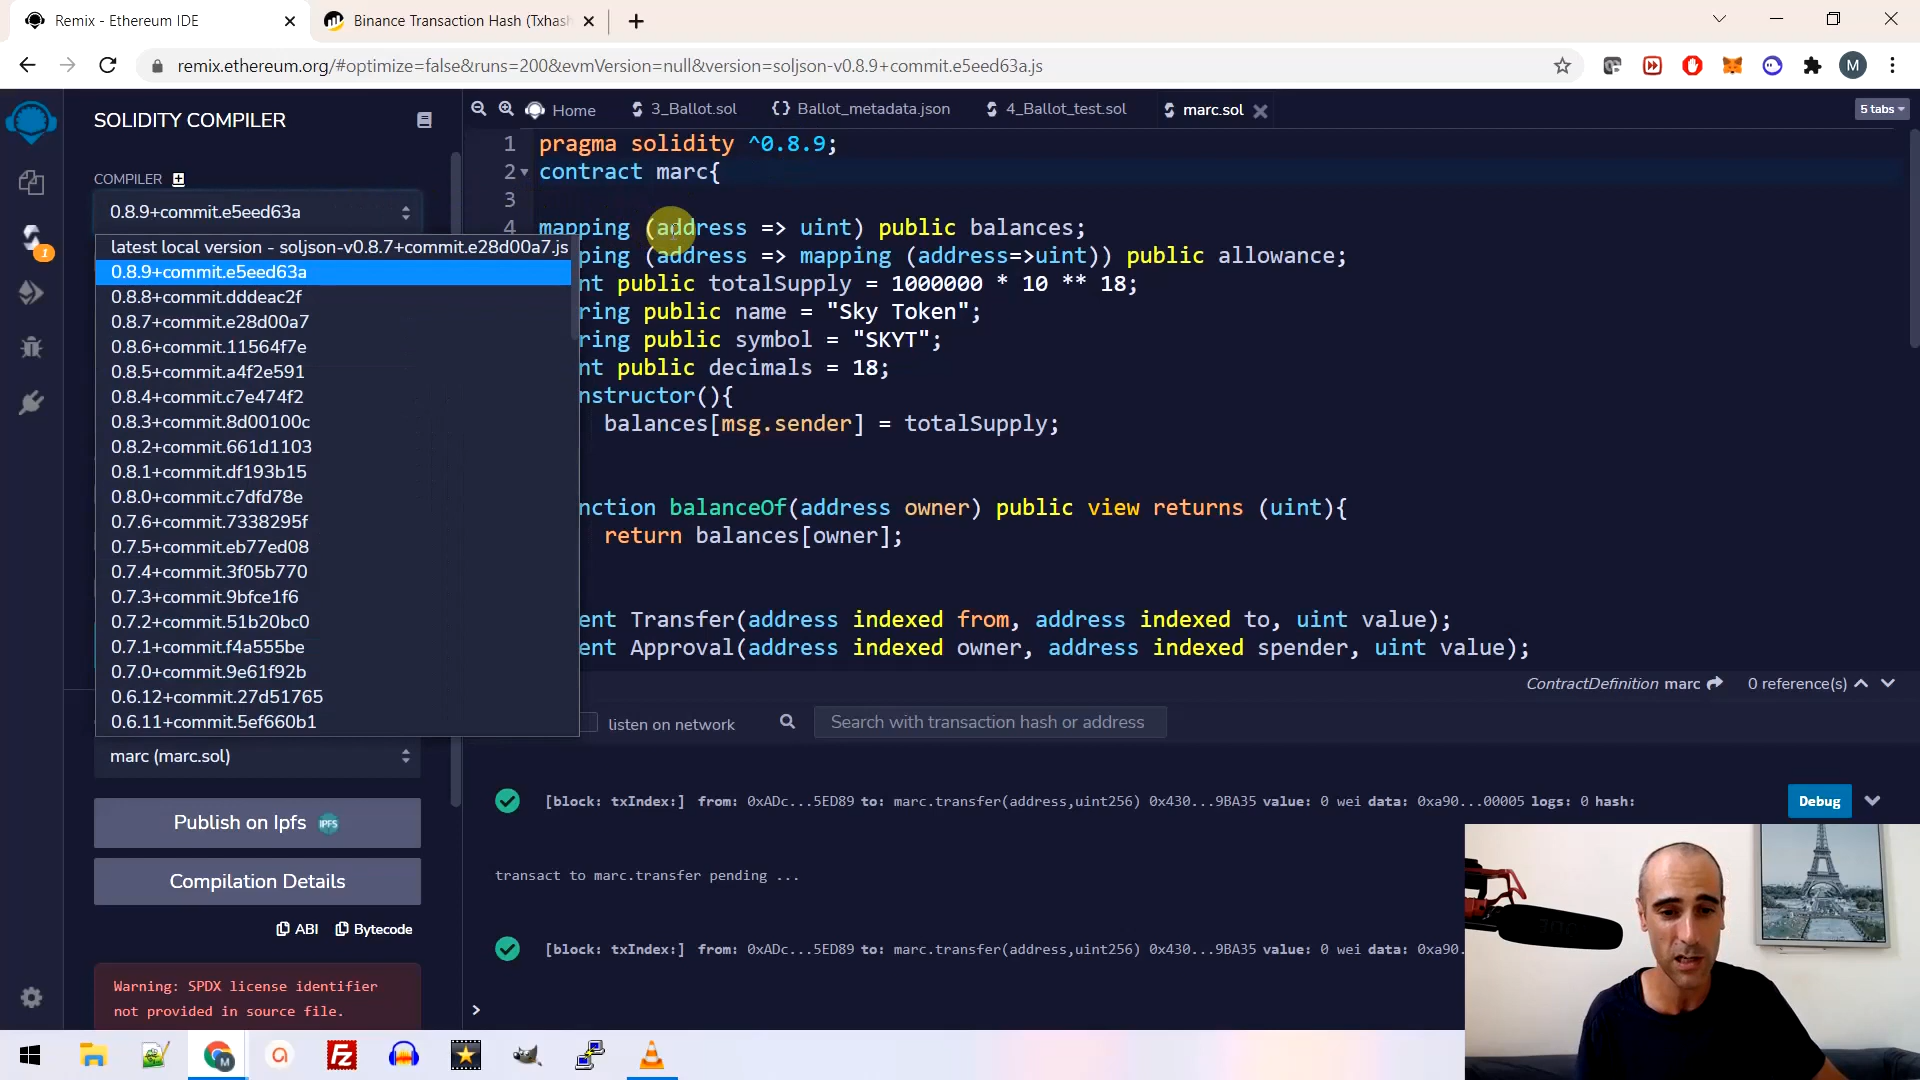 Remix - Ethereum IDE
Binance Transaction Hash (Txhash
remix.ethereum.org/#optimize=false&runs=200&evmVersion=null&version=soljson-v0.8.9+commit.e5eed63a.js
M
SOLIDITY COMPILER
Home
3_Ballot.sol
Ballot_metadata.json
4_Ballot_test.sol
marc.sol
5 tabs
COMPILER
0.8.9+commit.e5eed63a
latest local version - soljson-v0.8.7+commit.e28d00a7.js
0.8.9+commit.e5eed63a
0.8.8+commit.dddeac2f
0.8.7+commit.e28d00a7
0.8.6+commit.11564f7e
0.8.5+commit.a4f2e591
0.8.4+commit.c7e474f2
0.8.3+commit.8d00100c
0.8.2+commit.661d1103
0.8.1+commit.df193b15
0.8.0+commit.c7dfd78e
0.7.6+commit.7338295f
0.7.5+commit.eb77ed08
0.7.4+commit.3f05b770
0.7.3+commit.9bfce1f6
0.7.2+commit.51b20bc0
0.7.1+commit.f4a555be
0.7.0+commit.9e61f92b
0.6.12+commit.27d51765
0.6.11+commit.5ef660b1
marc (marc.sol)
Publish on Ipfs
IPFS
Compilation Details
ABI
Bytecode
Warning: SPDX license identifier
not provided in source file.
1
1 pragma solidity ^0.8.9;
2 contract marc{
3
4 mapping (address => uint) public balances;
ping (address => mapping (address=>uint)) public allowance;
nt public totalSupply = 1000000 * 10 ** 18;
ring public name = "Sky Token";
ring public symbol = "SKYT";
nt public decimals = 18;
nstructor(){
balances[msg.sender] = totalSupply;
nction balanceOf(address owner) public view returns (uint){
return balances[owner];
ent Transfer(address indexed from, address indexed to, uint value);
ent Approval(address indexed owner, address indexed spender, uint value);
ContractDefinition marc
0 reference(s)
listen on network
Search with transaction hash or address
[block: txIndex:] from: 0xADc...5ED89 to: marc.transfer(address,uint256) 0x430...9BA35 value: 0 wei data: 0xa90...00005 logs: 0 hash:
Debug
transact to marc.transfer pending ...
[block: txIndex:] from: 0xADc...5ED89 to: marc.transfer(address,uint256) 0x430...9BA35 value: 0 wei data: 0xa90.
>
M